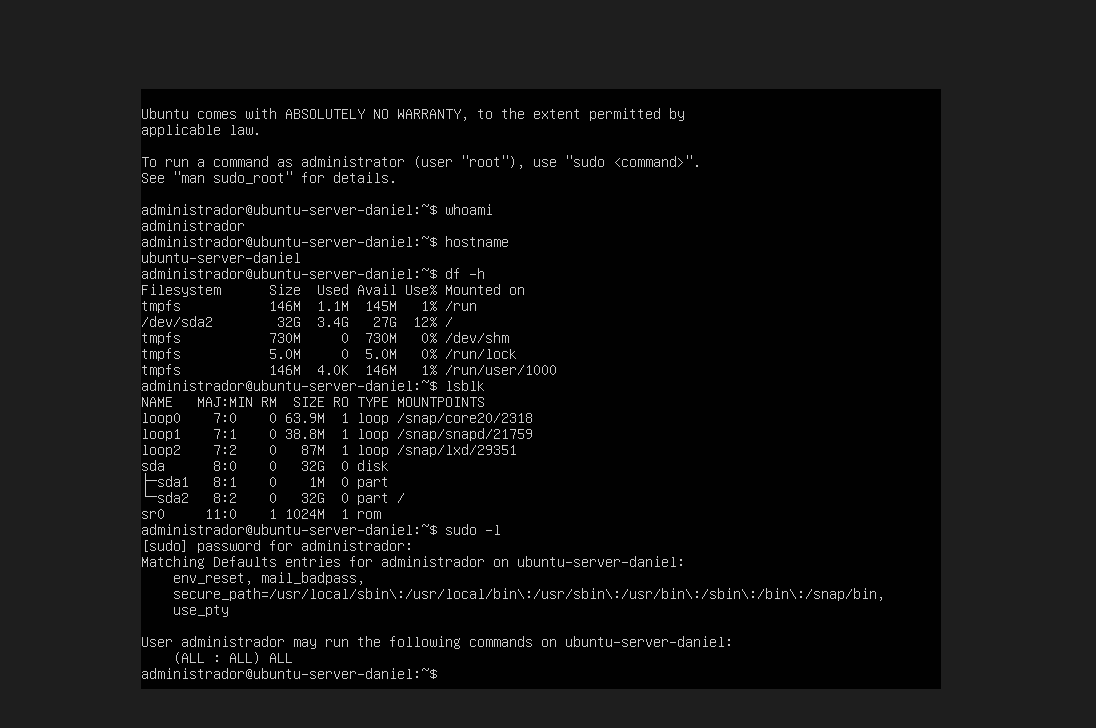 Ubuntu comes with ABSOLUTELY NO WARRANTY, to the extent permitted by
applicable law.

To run a command as administrator (user "root"), use "sudo <command>".
See "man sudo_root" for details.

administrador@ubuntu-server-daniel:~$ whoami
administrador
administrador@ubuntu-server-daniel:~$ hostname
ubuntu-server-daniel
administrador@ubuntu-server-daniel:~$ df -h
Filesystem      Size  Used Avail Use% Mounted on
tmpfs           146M  1.1M  145M   1% /run
/dev/sda2        32G  3.4G   27G  12% /
tmpfs           730M     0  730M   0% /dev/shm
tmpfs           5.0M     0  5.0M   0% /run/lock
tmpfs           146M  4.0K  146M   1% /run/user/1000
administrador@ubuntu-server-daniel:~$ lsblk
NAME   MAJ:MIN RM  SIZE RO TYPE MOUNTPOINTS
loop0    7:0    0 63.9M  1 loop /snap/core20/2318
loop1    7:1    0 38.8M  1 loop /snap/snapd/21759
loop2    7:2    0   87M  1 loop /snap/lxd/29351
sda      8:0    0   32G  0 disk
├─sda1   8:1    0    1M  0 part
└─sda2   8:2    0   32G  0 part /
sr0     11:0    1 1024M  1 rom
administrador@ubuntu-server-daniel:~$ sudo -l
[sudo] password for administrador:
Matching Defaults entries for administrador on ubuntu-server-daniel:
    env_reset, mail_badpass,
    secure_path=/usr/local/sbin\:/usr/local/bin\:/usr/sbin\:/usr/bin\:/sbin\:/bin\:/snap/bin,
    use_pty

User administrador may run the following commands on ubuntu-server-daniel:
    (ALL : ALL) ALL
administrador@ubuntu-server-daniel:~$